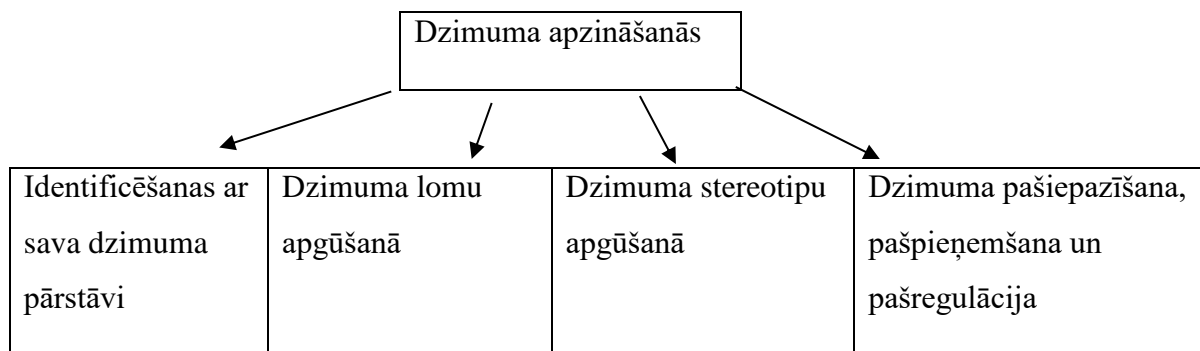 Dzimuma apzināšanās
Identificēšanas ar
sava dzimuma
pārstāvi
Dzimuma lomu
apgūšanā
Dzimuma stereotipu
apgūšanā
Dzimuma pašiepazīšana,
pašpieņemšana un
pašregulācija